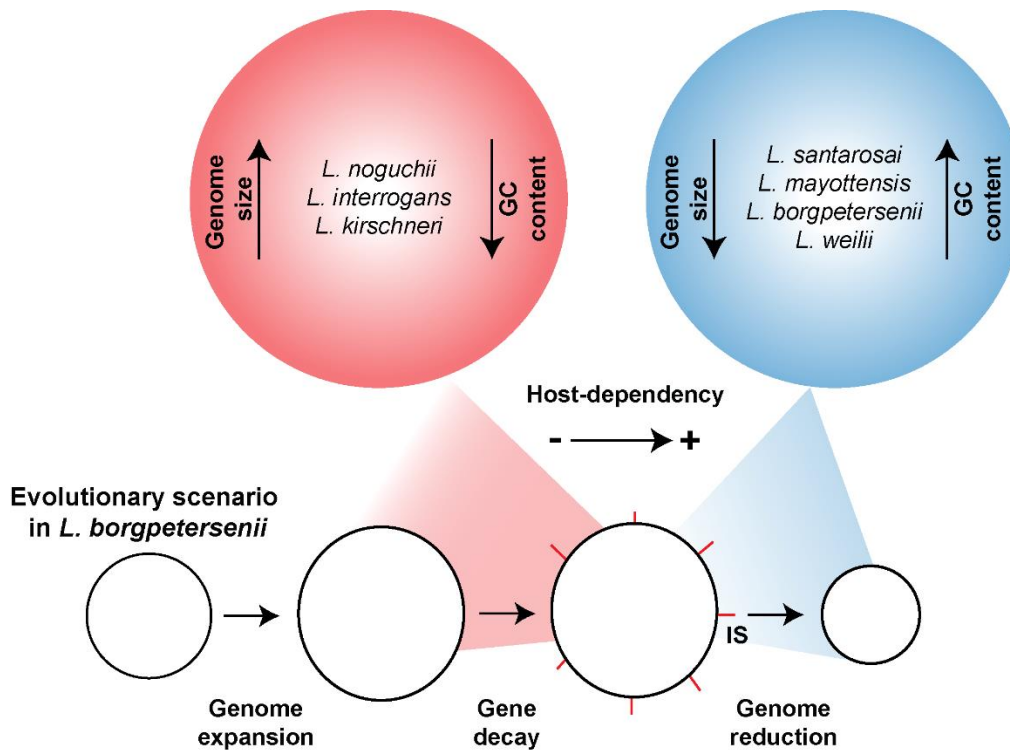 Genome
size
L. noguchii
L. interrogans
L. kirschneri
GC
content
Genome
size
L. santarosai
L. mayottensis
L. borgpetersenii
L. weilii
GC
content
Host-dependency
- +
Evolutionary scenario
in L. borgpetersenii
IS
Genome
expansion
Gene
decay
Genome
reduction